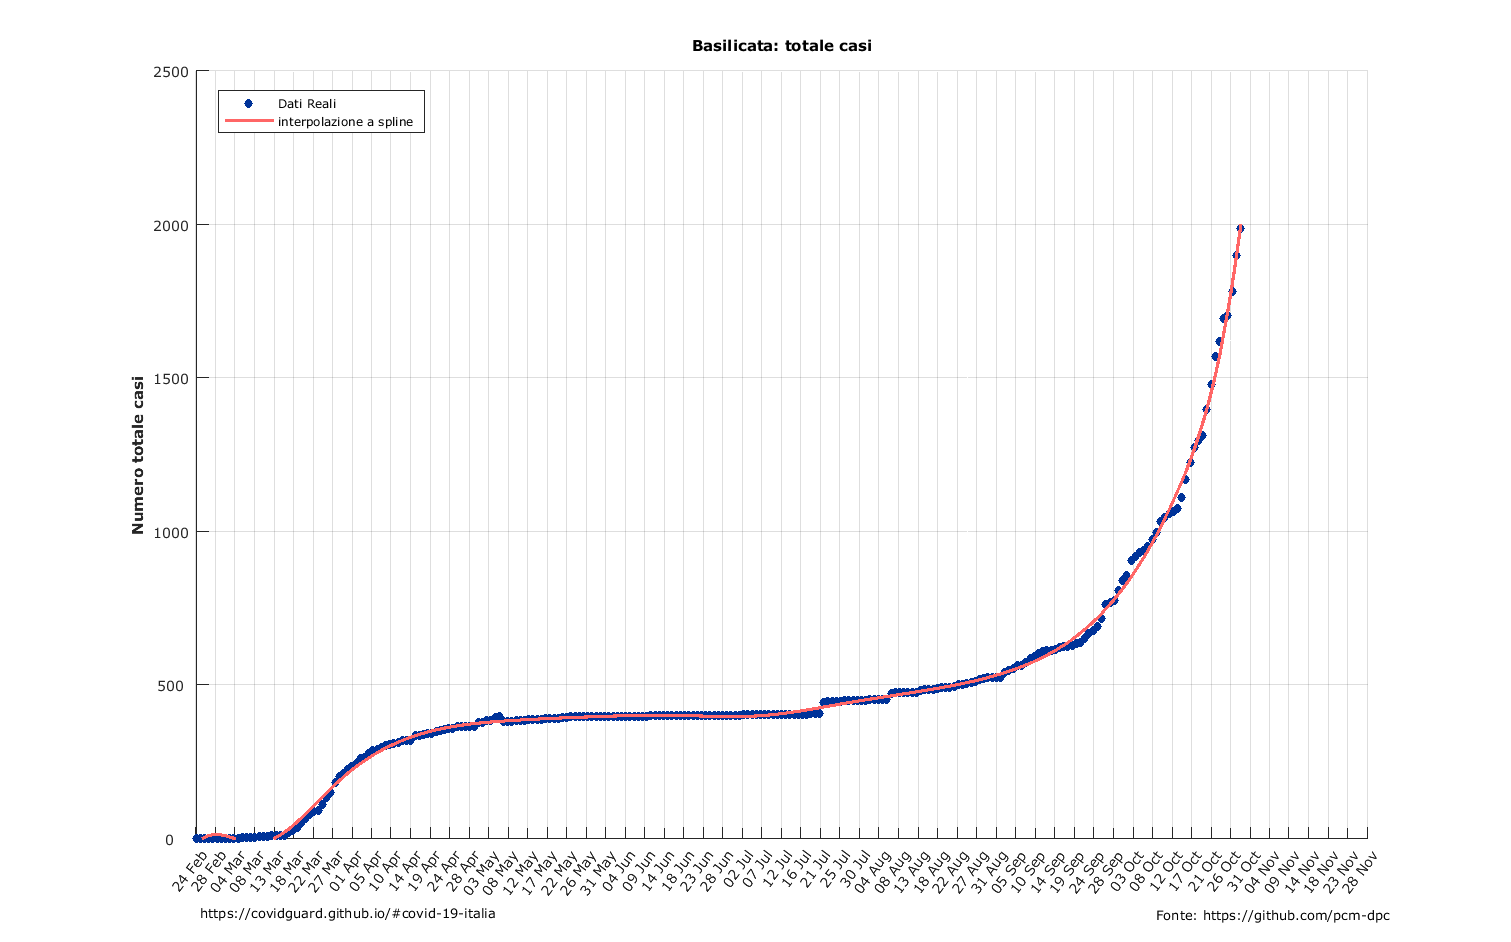 Basilicata: totale casi
Dati Reali
interpolazione a spline
Numero totale casi
2500
2000
1500
1000
500
0
24 Feb
28 Feb
04 Mar
08 Mar
13 Mar
18 Mar
22 Mar
27 Mar
01 Apr
05 Apr
10 Apr
14 Apr
19 Apr
24 Apr
28 Apr
03 May
08 May
12 May
17 May
22 May
26 May
31 May
04 Jun
09 Jun
14 Jun
18 Jun
23 Jun
28 Jun
02 Jul
07 Jul
12 Jul
16 Jul
21 Jul
25 Jul
30 Jul
04 Aug
08 Aug
13 Aug
18 Aug
22 Aug
27 Aug
31 Aug
05 Sep
10 Sep
14 Sep
19 Sep
24 Sep
28 Sep
03 Oct
08 Oct
12 Oct
17 Oct
21 Oct
26 Oct
31 Oct
04 Nov
09 Nov
14 Nov
18 Nov
23 Nov
28 Nov
https://covidguard.github.io/#covid-19-italia
Fonte: https://github.com/pcm-dpc